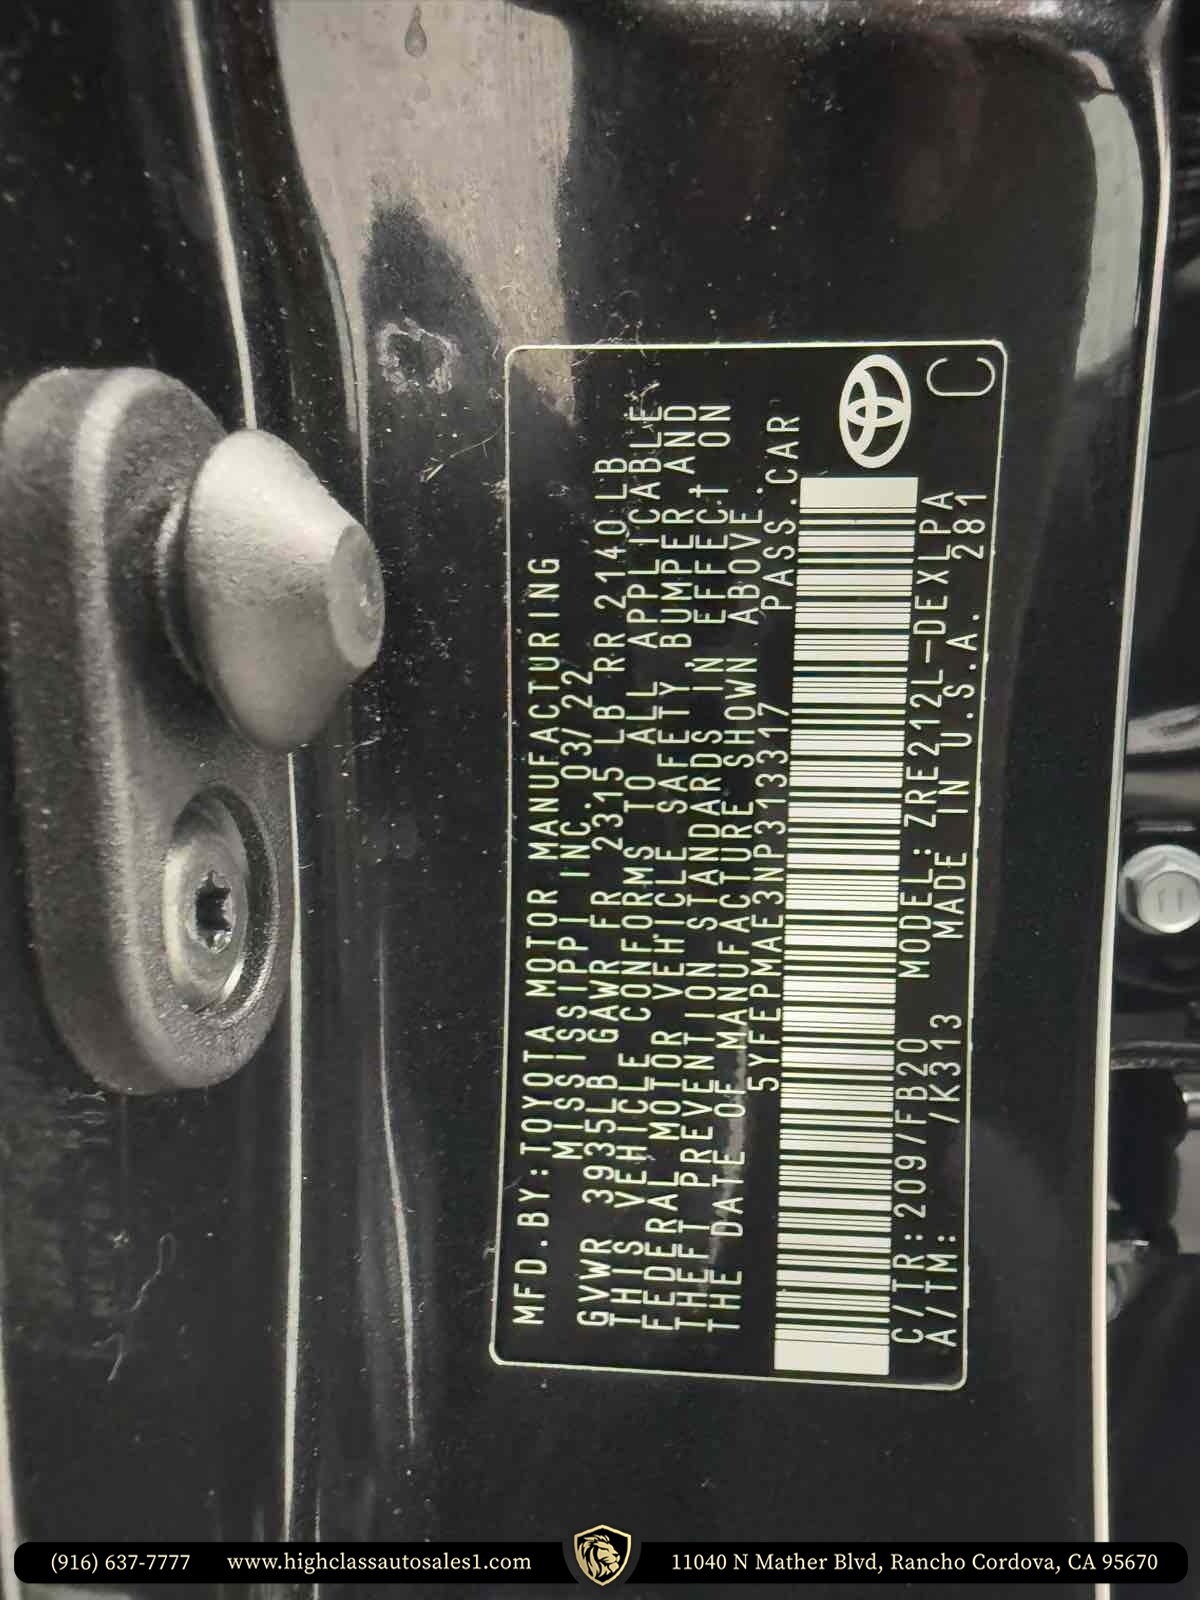 MFD.BY:TOYOTA MOTOR MANUFACTURING
MISSISSIPPI INC. 03/22
GVWR 3935LB GAWR FR 2315 LB RR 2140 LB
THIS VEHICLE CONFORMS TO ALL APPLICABLE
FEDERAL MOTOR VEHICLE SAFETY, BUMPER AND
THEFT PREVENTION STANDARDS IN EFFECT ON
THE DATE OF MANUFACTURE SHOWN ABOVE.
5YFEPMAE3NP313317 PASS.CAR
C/TR:209/FB20 MODEL:ZRE212L-DEXLPA
A/TM: /K313 MADE IN U.S.A. 281
C
(916) 637-7777 www.highclassautosales1.com 11040 N Mather Blvd, Rancho Cordova, CA 95670